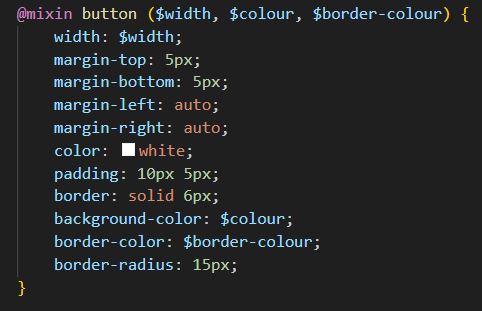 @mixin button ($width, $colour, $border-colour) {
    width: $width;
    margin-top: 5px;
    margin-bottom: 5px;
    margin-left: auto;
    margin-right: auto;
    color: white;
    padding: 10px 5px;
    border: solid 6px;
    background-color: $colour;
    border-color: $border-colour;
    border-radius: 15px;
}